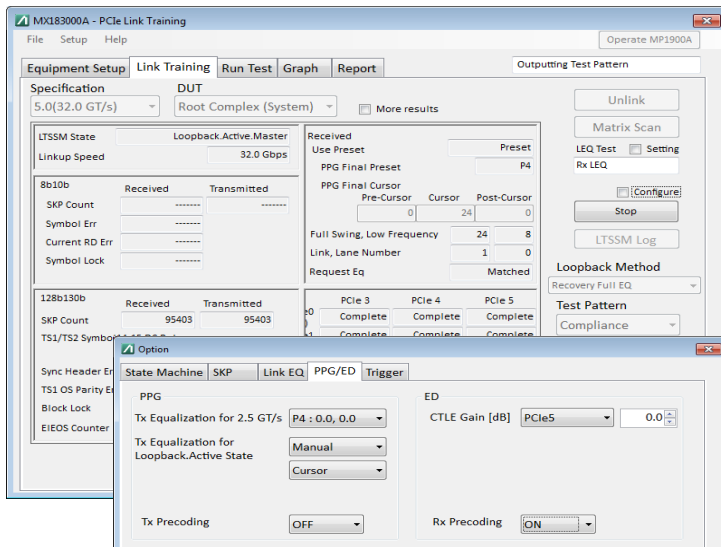 MX183000A - PCIe Link Training
File Setup Help
Operate MP1900A
Equipment Setup Link Training Run Test Graph Report
Outputting Test Pattern
Specification DUT
5.0(32.0 GT/s) Root Complex (System) More results
Unlink
Matrix Scan
LEQ Test Setting
Rx LEQ
Configure
Stop
LTSSM Log
Loopback Method
Recovery Full EQ
Test Pattern
Compliance
LTSSM State Loopback.Active.Master
Linkup Speed 32.0 Gbps
8b10b Received Transmitted
SKP Count ------- -------
Symbol Err -------
Current RD Err -------
Symbol Lock -------
Received
Use Preset Preset
PPG Final Preset P4
PPG Final Cursor
Pre-Cursor Cursor Post-Cursor
0 24 0
Full Swing, Low Frequency 24 8
Link, Lane Number 1 0
Request Eq Matched
128b130b Received Transmitted
SKP Count 95403 95403
TS1/TS2 Symbol
Sync Header Er
TS1 OS Parity E
Block Lock
EIEOS Counter
PCIe 3 PCIe 4 PCIe 5
Complete Complete Complete
Complete Complete Complete
Option
State Machine SKP Link EQ PPG/ED Trigger
PPG
Tx Equalization for 2.5 GT/s P4 : 0.0, 0.0
Tx Equalization for
Loopback.Active State
Manual
Cursor
Tx Precoding OFF
ED
CTLE Gain [dB] PCIe5 0.0
Rx Precoding ON